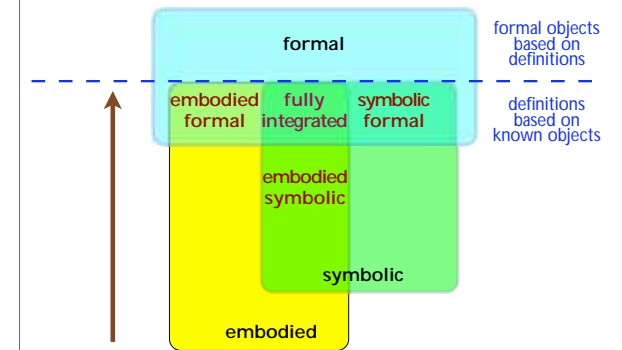 formal
formal objects
based on
definitions
embodied
formal
fully
integrated
symbolic
formal
definitions
based on
known objects
embodied
symbolic
symbolic
embodied